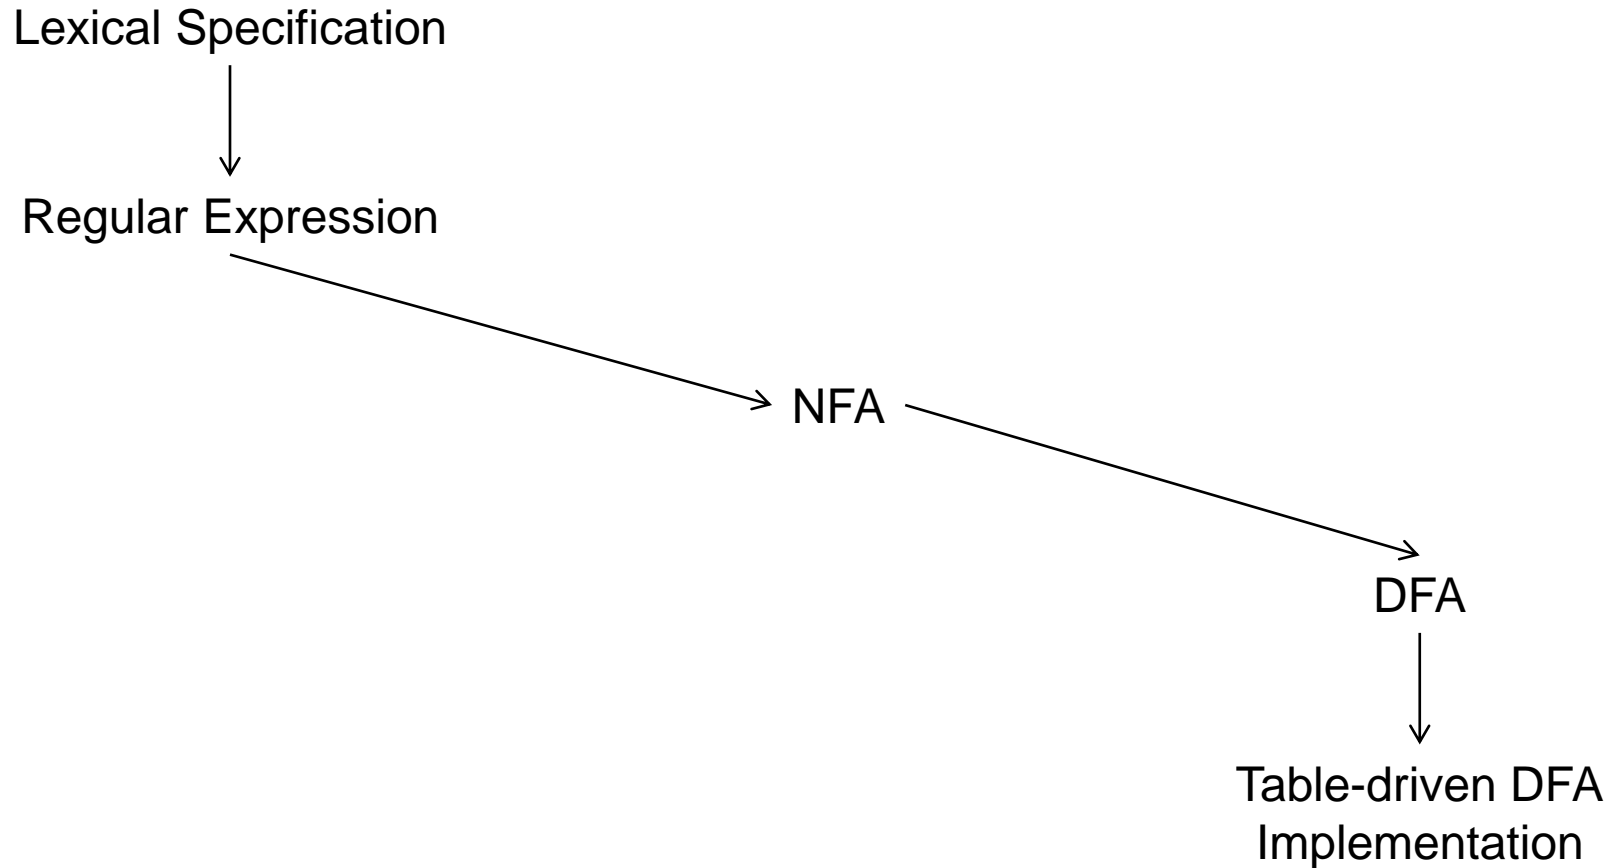 Lexical Specification
Regular Expression
NFA
DFA
Table-driven DFA
Implementation